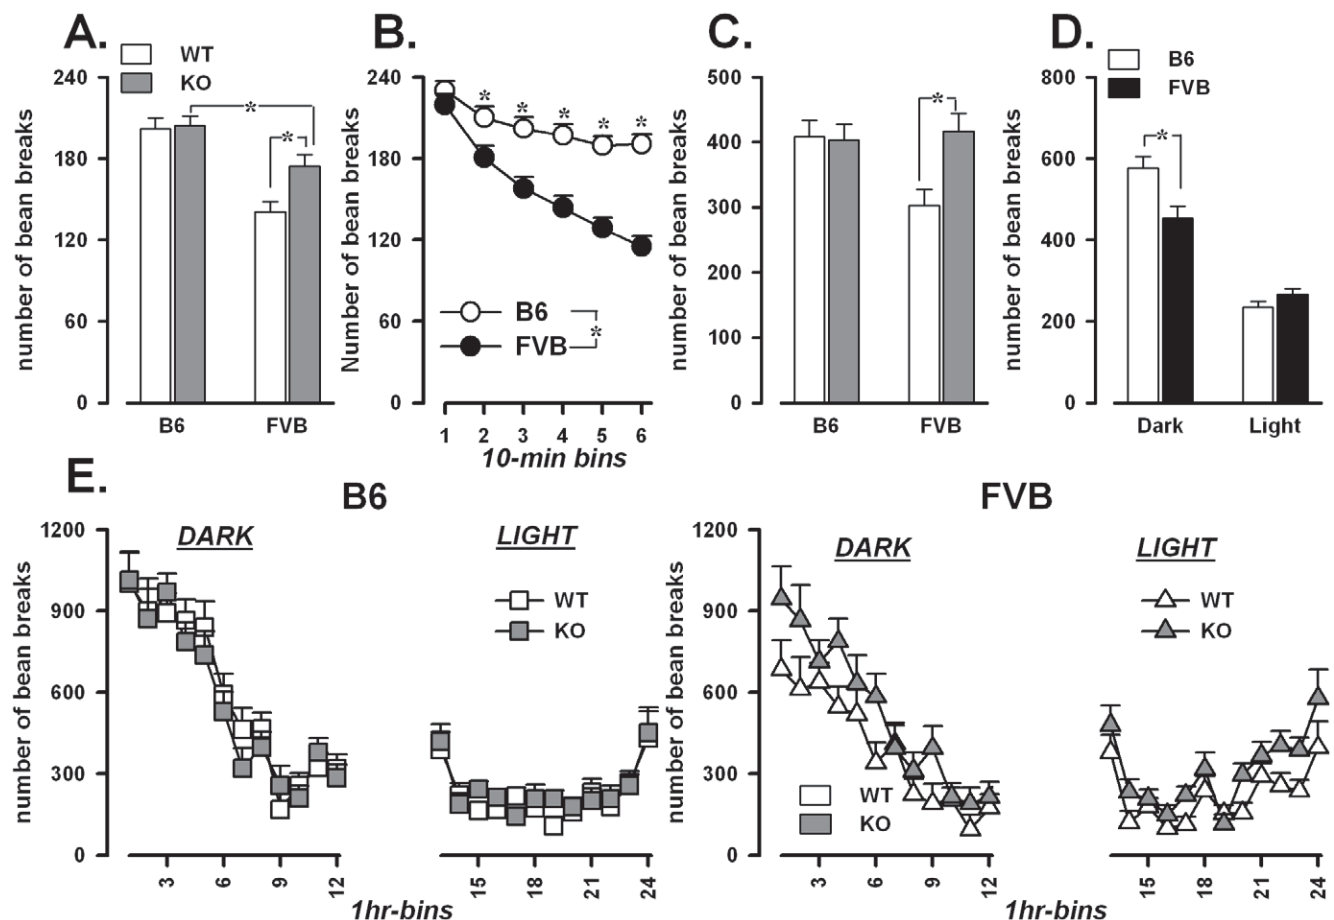 A.
WT
KO
number of bean breaks
240
180
120
60
0
*
*
B6
FVB
B.
Number of bean breaks
240
180
120
60
0
* * * * *
B6
FVB
*
1 2 3 4 5 6
10-min bins
C.
number of bean breaks
500
400
300
200
100
0
*
B6
FVB
D.
B6
FVB
number of bean breaks
800
600
400
200
0
*
Dark
Light
E.
B6
number of bean breaks
1200
900
600
300
0
DARK
LIGHT
WT
KO
3 6 9 12
15 18 21 24
1hr-bins
FVB
number of bean breaks
1200
900
600
300
0
DARK
LIGHT
WT
KO
WT
KO
3 6 9 12
15 18 21 24
1hr-bins